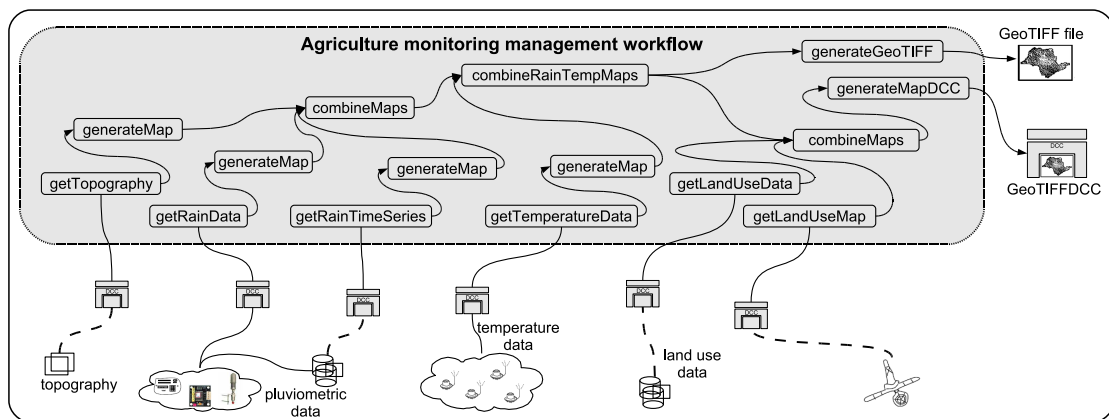 Agriculture monitoring management workflow
generateGeoTIFF
GeoTIFF file
combineRainTempMaps
generateMapDCC
combineMaps
generateMap
combineMaps
DCC
generateMap
generateMap
generateMap
getTopography
getLandUseData
GeoTIFFDCC
getRainData
getRainTimeSeries
getTemperatureData
getLandUseMap
DCC
DCC
DCC
DCC
DCC
DCC
temperature
data
topography
pluviometric
data
land use
data